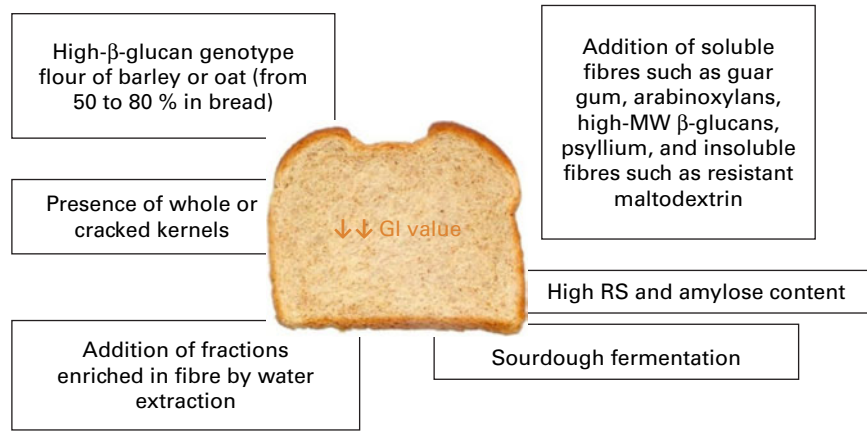 High-β-glucan genotype
flour of barley or oat (from
50 to 80 % in bread)
Addition of soluble
fibres such as guar
gum, arabinoxylans,
high-MW β-glucans,
psyllium, and insoluble
fibres such as resistant
maltodextrin
Presence of whole or
cracked kernels
↓↓ GI value
High RS and amylose content
Addition of fractions
enriched in fibre by water
extraction
Sourdough fermentation